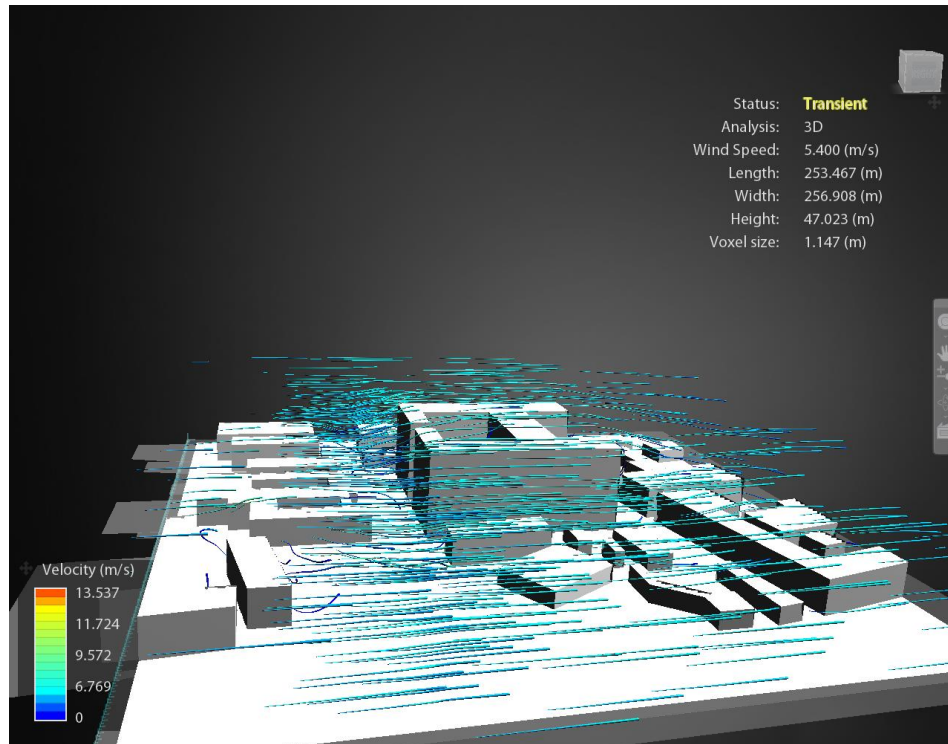 Status: Transient
Analysis: 3D
Wind Speed: 5.400 (m/s)
Length: 253.467 (m)
Width: 256.908 (m)
Height: 47.023 (m)
Voxel size: 1.147 (m)
Velocity (m/s)
13.537
11.724
9.572
6.769
0